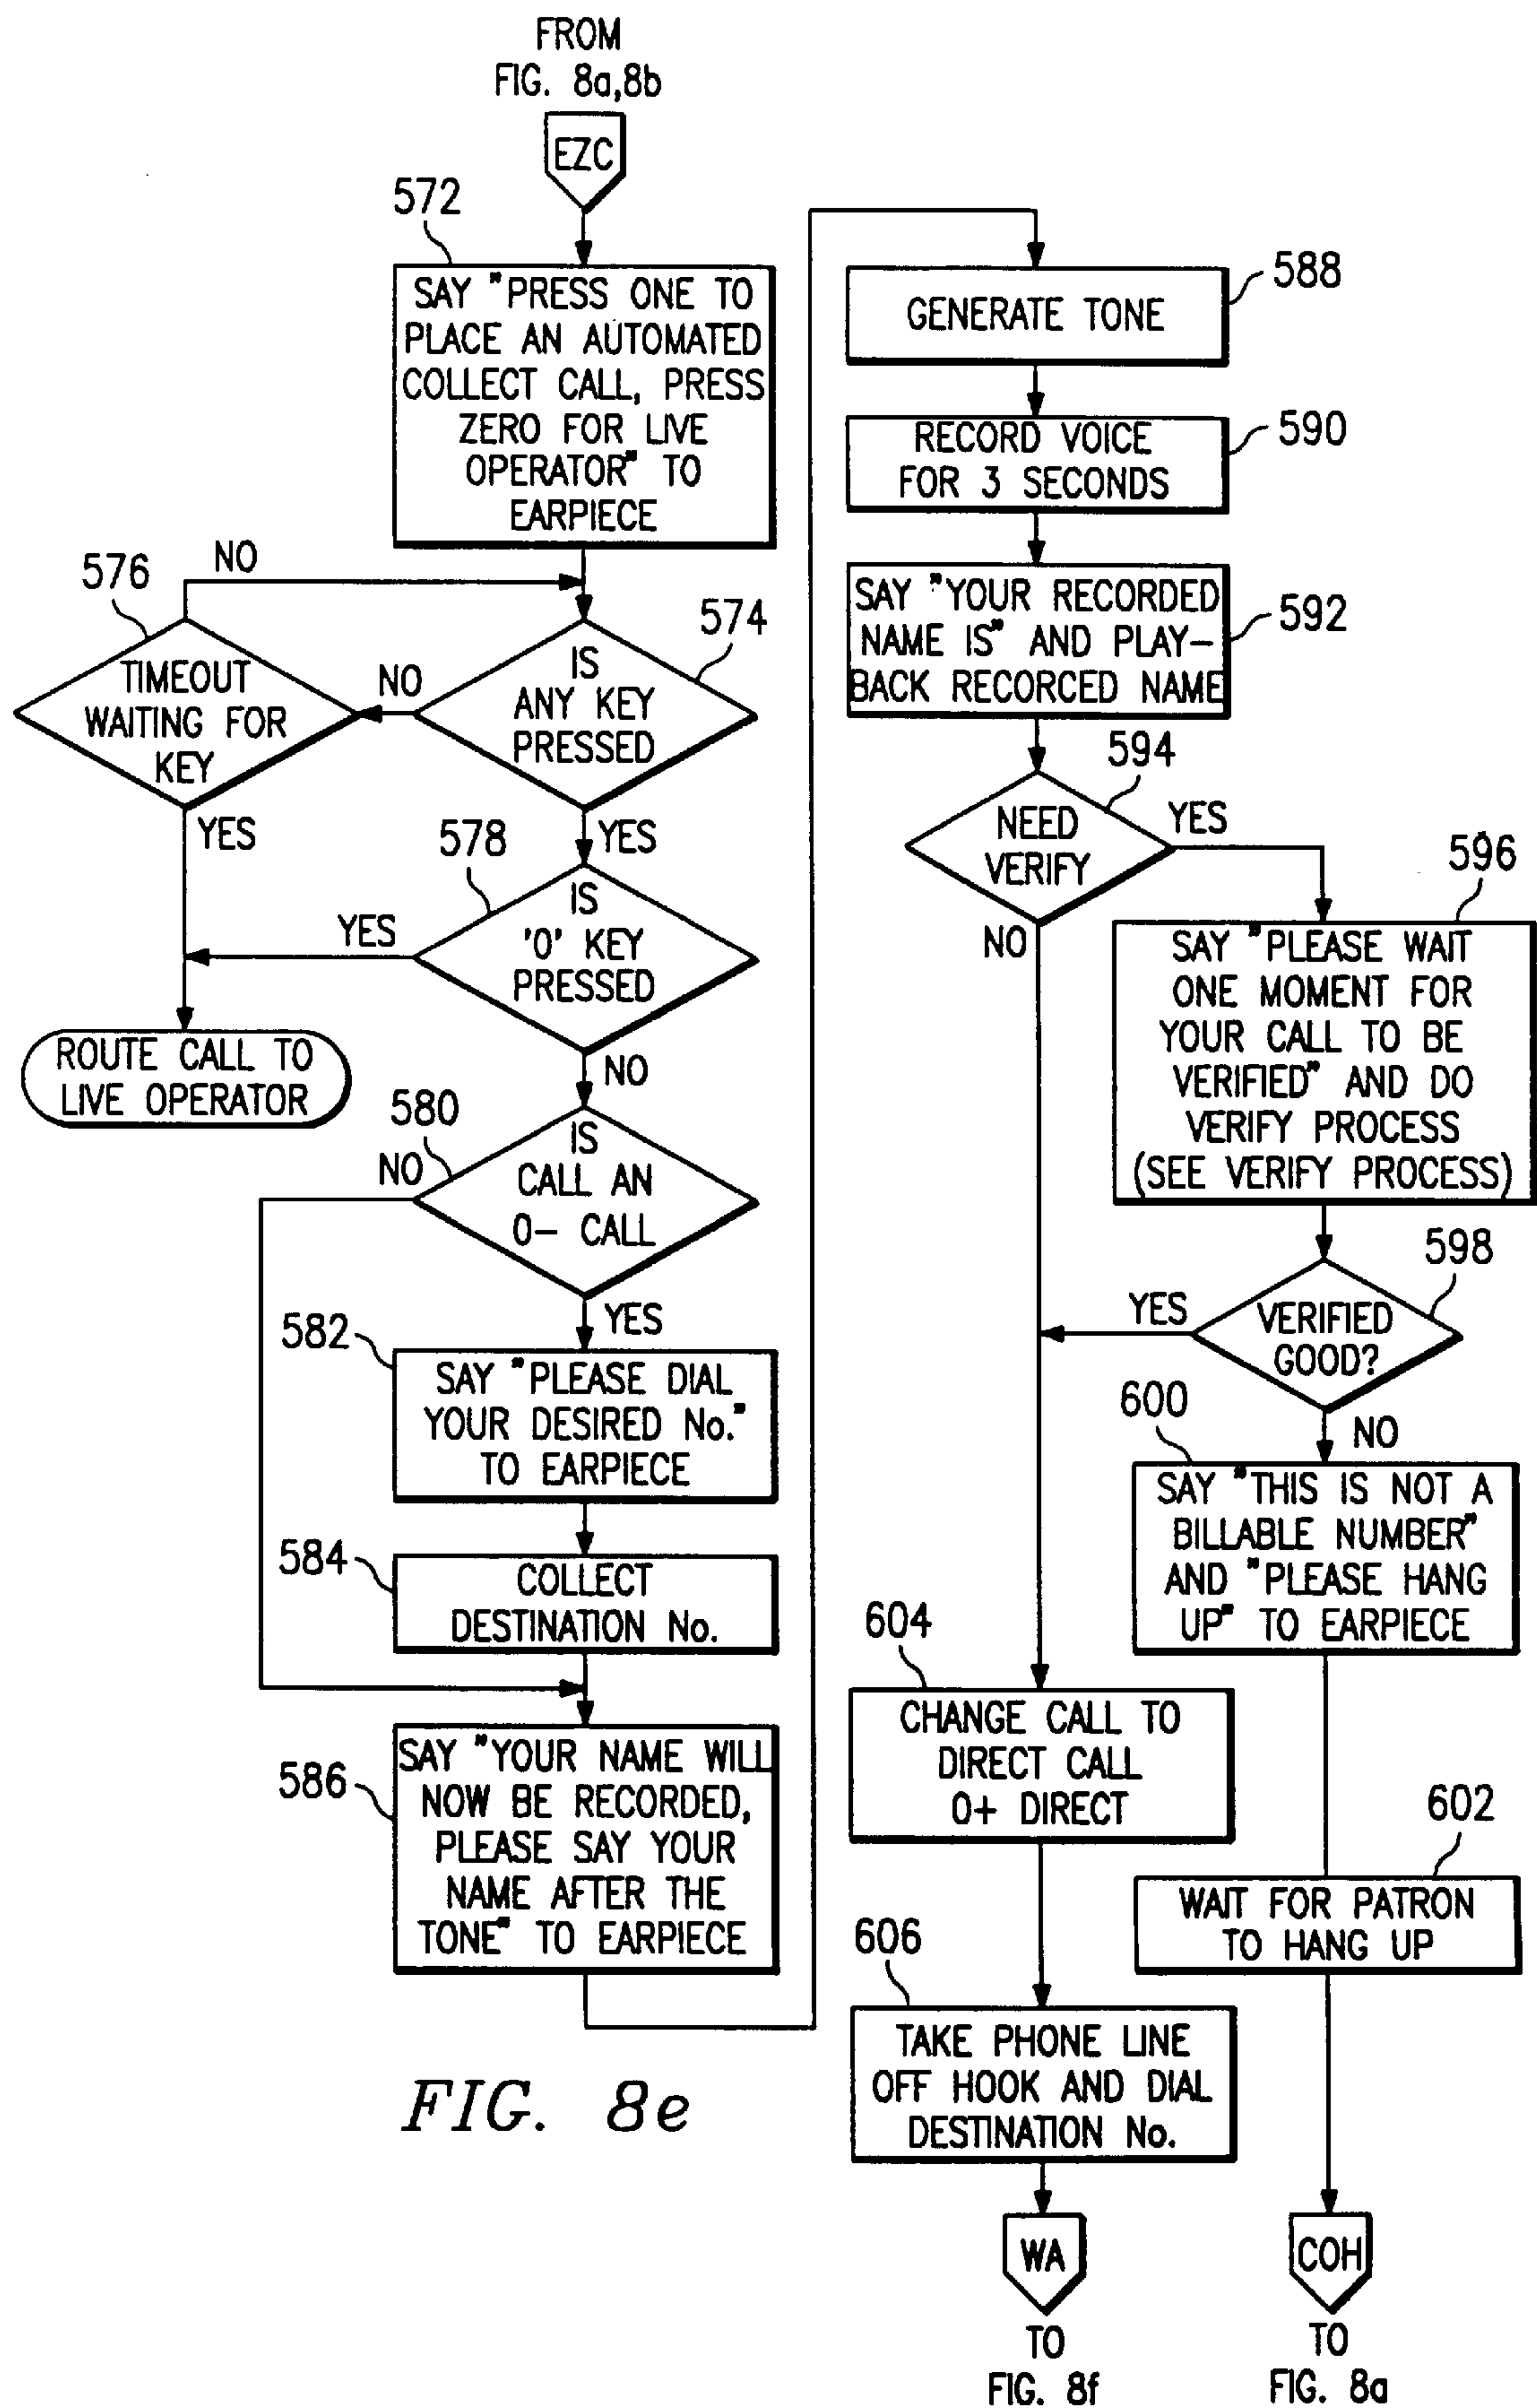 FROM
FIG. 8a,8b
EZC
572
SAY "PRESS ONE TO
PLACE AN AUTOMATED
COLLECT CALL, PRESS
ZERO FOR LIVE
OPERATOR" TO
EARPIECE
576
NO
TIMEOUT
WAITING FOR
KEY
YES
574
IS
ANY KEY
PRESSED
NO
YES
578
IS
'0' KEY
PRESSED
YES
NO
ROUTE CALL TO
LIVE OPERATOR
580
IS
CALL AN
0- CALL
NO
YES
582
SAY "PLEASE DIAL
YOUR DESIRED No."
TO EARPIECE
584
COLLECT
DESTINATION No.
586
SAY "YOUR NAME WILL
NOW BE RECORDED,
PLEASE SAY YOUR
NAME AFTER THE
TONE" TO EARPIECE
588
GENERATE TONE
590
RECORD VOICE
FOR 3 SECONDS
592
SAY "YOUR RECORDED
NAME IS" AND PLAY-
BACK RECORCED NAME
594
NEED
VERIFY
YES
NO
596
SAY "PLEASE WAIT
ONE MOMENT FOR
YOUR CALL TO BE
VERIFIED" AND DO
VERIFY PROCESS
(SEE VERIFY PROCESS)
598
VERIFIED
GOOD?
YES
NO
600
SAY "THIS IS NOT A
BILLABLE NUMBER"
AND "PLEASE HANG
UP" TO EARPIECE
602
WAIT FOR PATRON
TO HANG UP
604
CHANGE CALL TO
DIRECT CALL
0+ DIRECT
606
TAKE PHONE LINE
OFF HOOK AND DIAL
DESTINATION No.
WA
TO
FIG. 8f
COH
TO
FIG. 8a
FIG. 8e